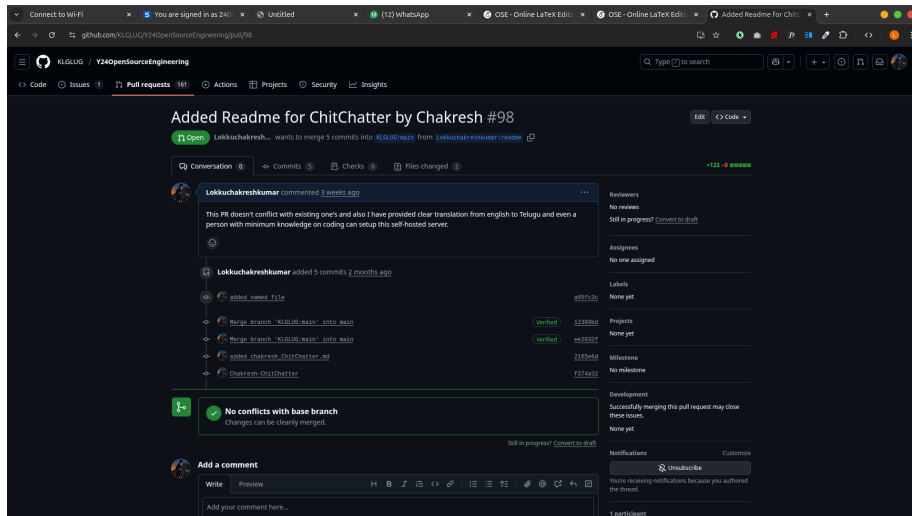 Connect to Wi-Fi
You are signed in as 240
Untitled
(12) WhatsApp
OSE - Online LaTeX Edito
OSE - Online LaTeX Edito
Added Readme for ChitC
github.com/KLGLUG/Y24OpenSourceEngineering/pull/98
KLGLUG / Y24OpenSourceEngineering
Type / to search
Code
Issues 1
Pull requests 161
Actions
Projects
Security
Insights
Added Readme for ChitChatter by Chakresh #98
Edit
Code
Open
Lokkuchakresh... wants to merge 5 commits into KLGLUG:main from Lokkuchakreshkumar:readme
Conversation 0
Commits 5
Checks 0
Files changed 2
+123 -0
Lokkuchakreshkumar commented 3 weeks ago
This PR doesn't conflict with existing one's and also I have provided clear translation from english to Telugu and even a
person with minimum knowledge on coding can setup this self-hosted server.
Lokkuchakreshkumar added 5 commits 2 months ago
added named file
a65fc3c
Merge branch 'KLGLUG:main' into main
Verified
12389bd
Merge branch 'KLGLUG:main' into main
Verified
ee2832f
added chakresh_ChitChatter.md
2165e6d
Chakresh-ChitChatter
f374a32
No conflicts with base branch
Changes can be cleanly merged.
Still in progress? Convert to draft
Add a comment
Write
Preview
Add your comment here...
Reviewers
No reviews
Still in progress? Convert to draft
Assignees
No one assigned
Labels
None yet
Projects
None yet
Milestone
No milestone
Development
Successfully merging this pull request may close
these issues.
None yet
Notifications
Customize
Unsubscribe
You're receiving notifications because you authored
the thread.
1 participant